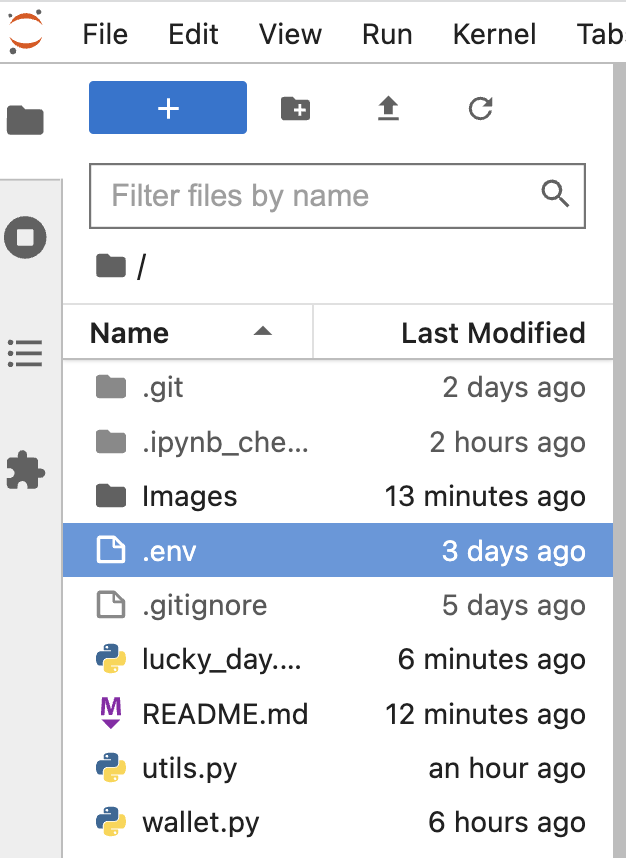 File Edit View Run Kernel Tab
+
Filter files by name
/
Name Last Modified
.git 2 days ago
.ipynb_che... 2 hours ago
Images 13 minutes ago
.env 3 days ago
.gitignore 5 days ago
lucky_day.... 6 minutes ago
M README.md 12 minutes ago
utils.py an hour ago
wallet.py 6 hours ago